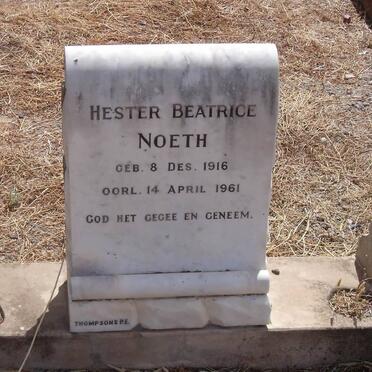 HESTER BEATRICE
NOETH
GEB. 8 DES. 1916
OORL. 14 APRIL 1961
GOD HET GEGEE EN GENEEM.
THOMPSONS P.E.